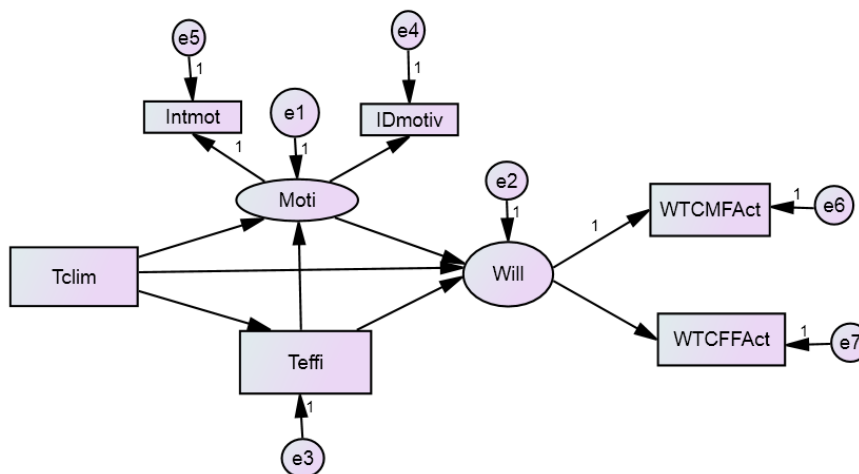 e5
e4
1
1
Intmot
e1
IDmotiv
1
1
Moti
e2
1
1
WTCMFAct
1
e6
Tclim
Will
Teffi
WTCFFAct
1
e7
1
e3